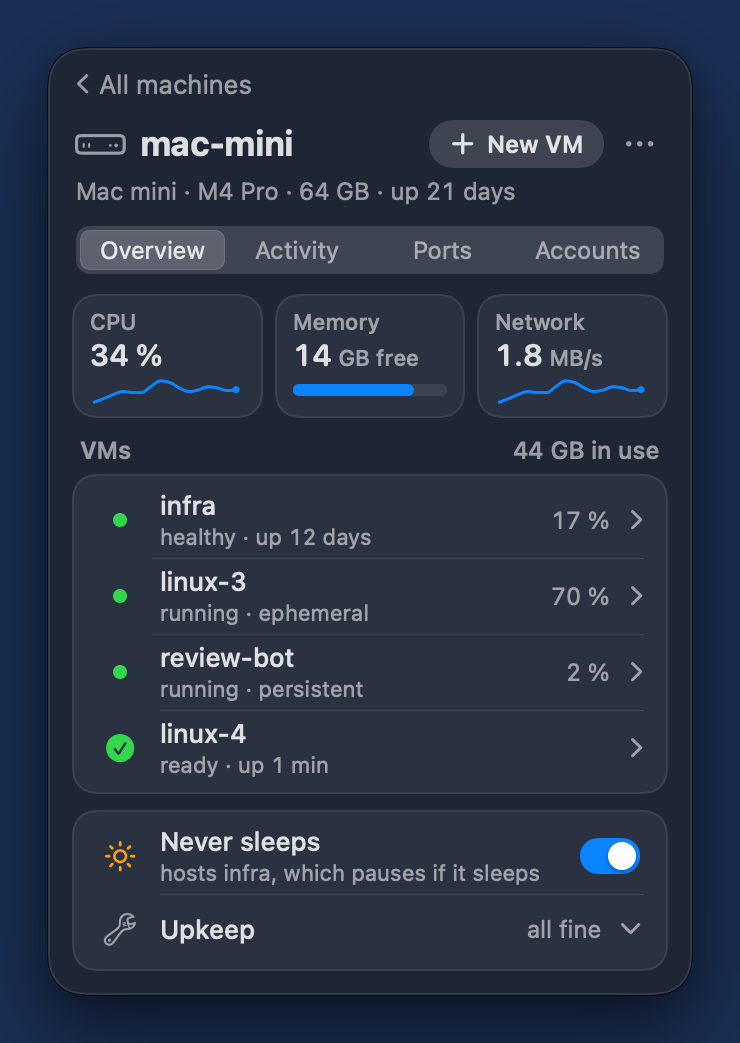 All machines
mac-mini
New VM
Mac mini · M4 Pro · 64 GB · up 21 days
Overview Activity Ports Accounts
CPU Memory Network
34 % 14 GB free 1.8 MB/s
VMs 44 GB in use
infra
healthy · up 12 days
17 %
linux-3
running · ephemeral
70 %
review-bot
running · persistent
2 %
linux-4
ready · up 1 min
Never sleeps
hosts infra, which pauses if it sleeps
Upkeep all fine